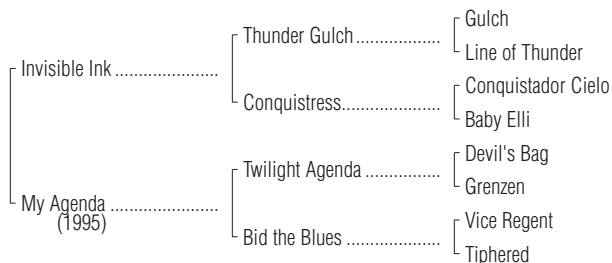 Gulch
Thunder Gulch ..................
Line of Thunder
Invisible Ink ......................
Conquistador Cielo
Conquistress.....................
Baby Elli
Devil's Bag
Twilight Agenda ................
Grenzen
My Agenda .......................
(1995)
Vice Regent
Bid the Blues ....................
Tiphered